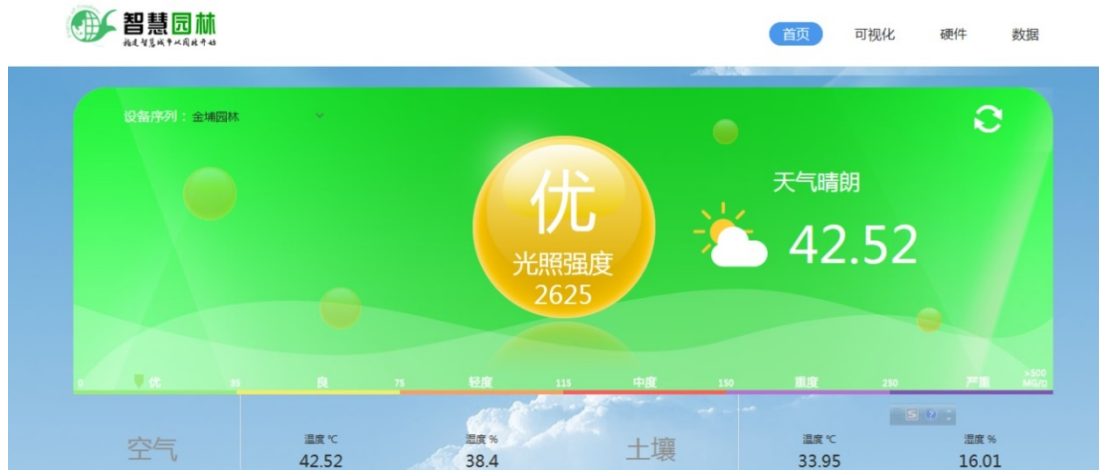 智慧园林
首页
可视化
硬件
数据
设备序列：金埔园林
优
光照强度
2625
天气晴朗
42.52
0 优 35 良 75 轻度 115 中度 150 重度 250 严重 >500
空气
温度 ℃
42.52
湿度 %
38.4
土壤
温度 ℃
33.95
湿度 %
16.01